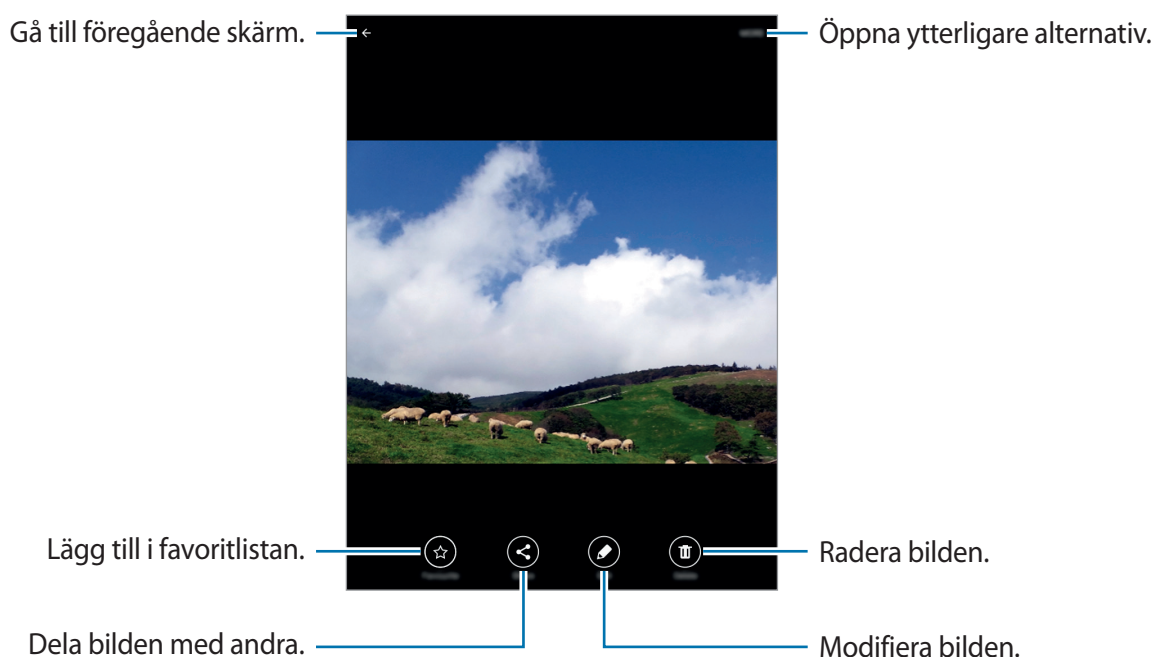 Gå till föregående skärm.
Öppna ytterligare alternativ.
Lägg till i favoritlistan.
Radera bilden.
Dela bilden med andra.
Modifiera bilden.